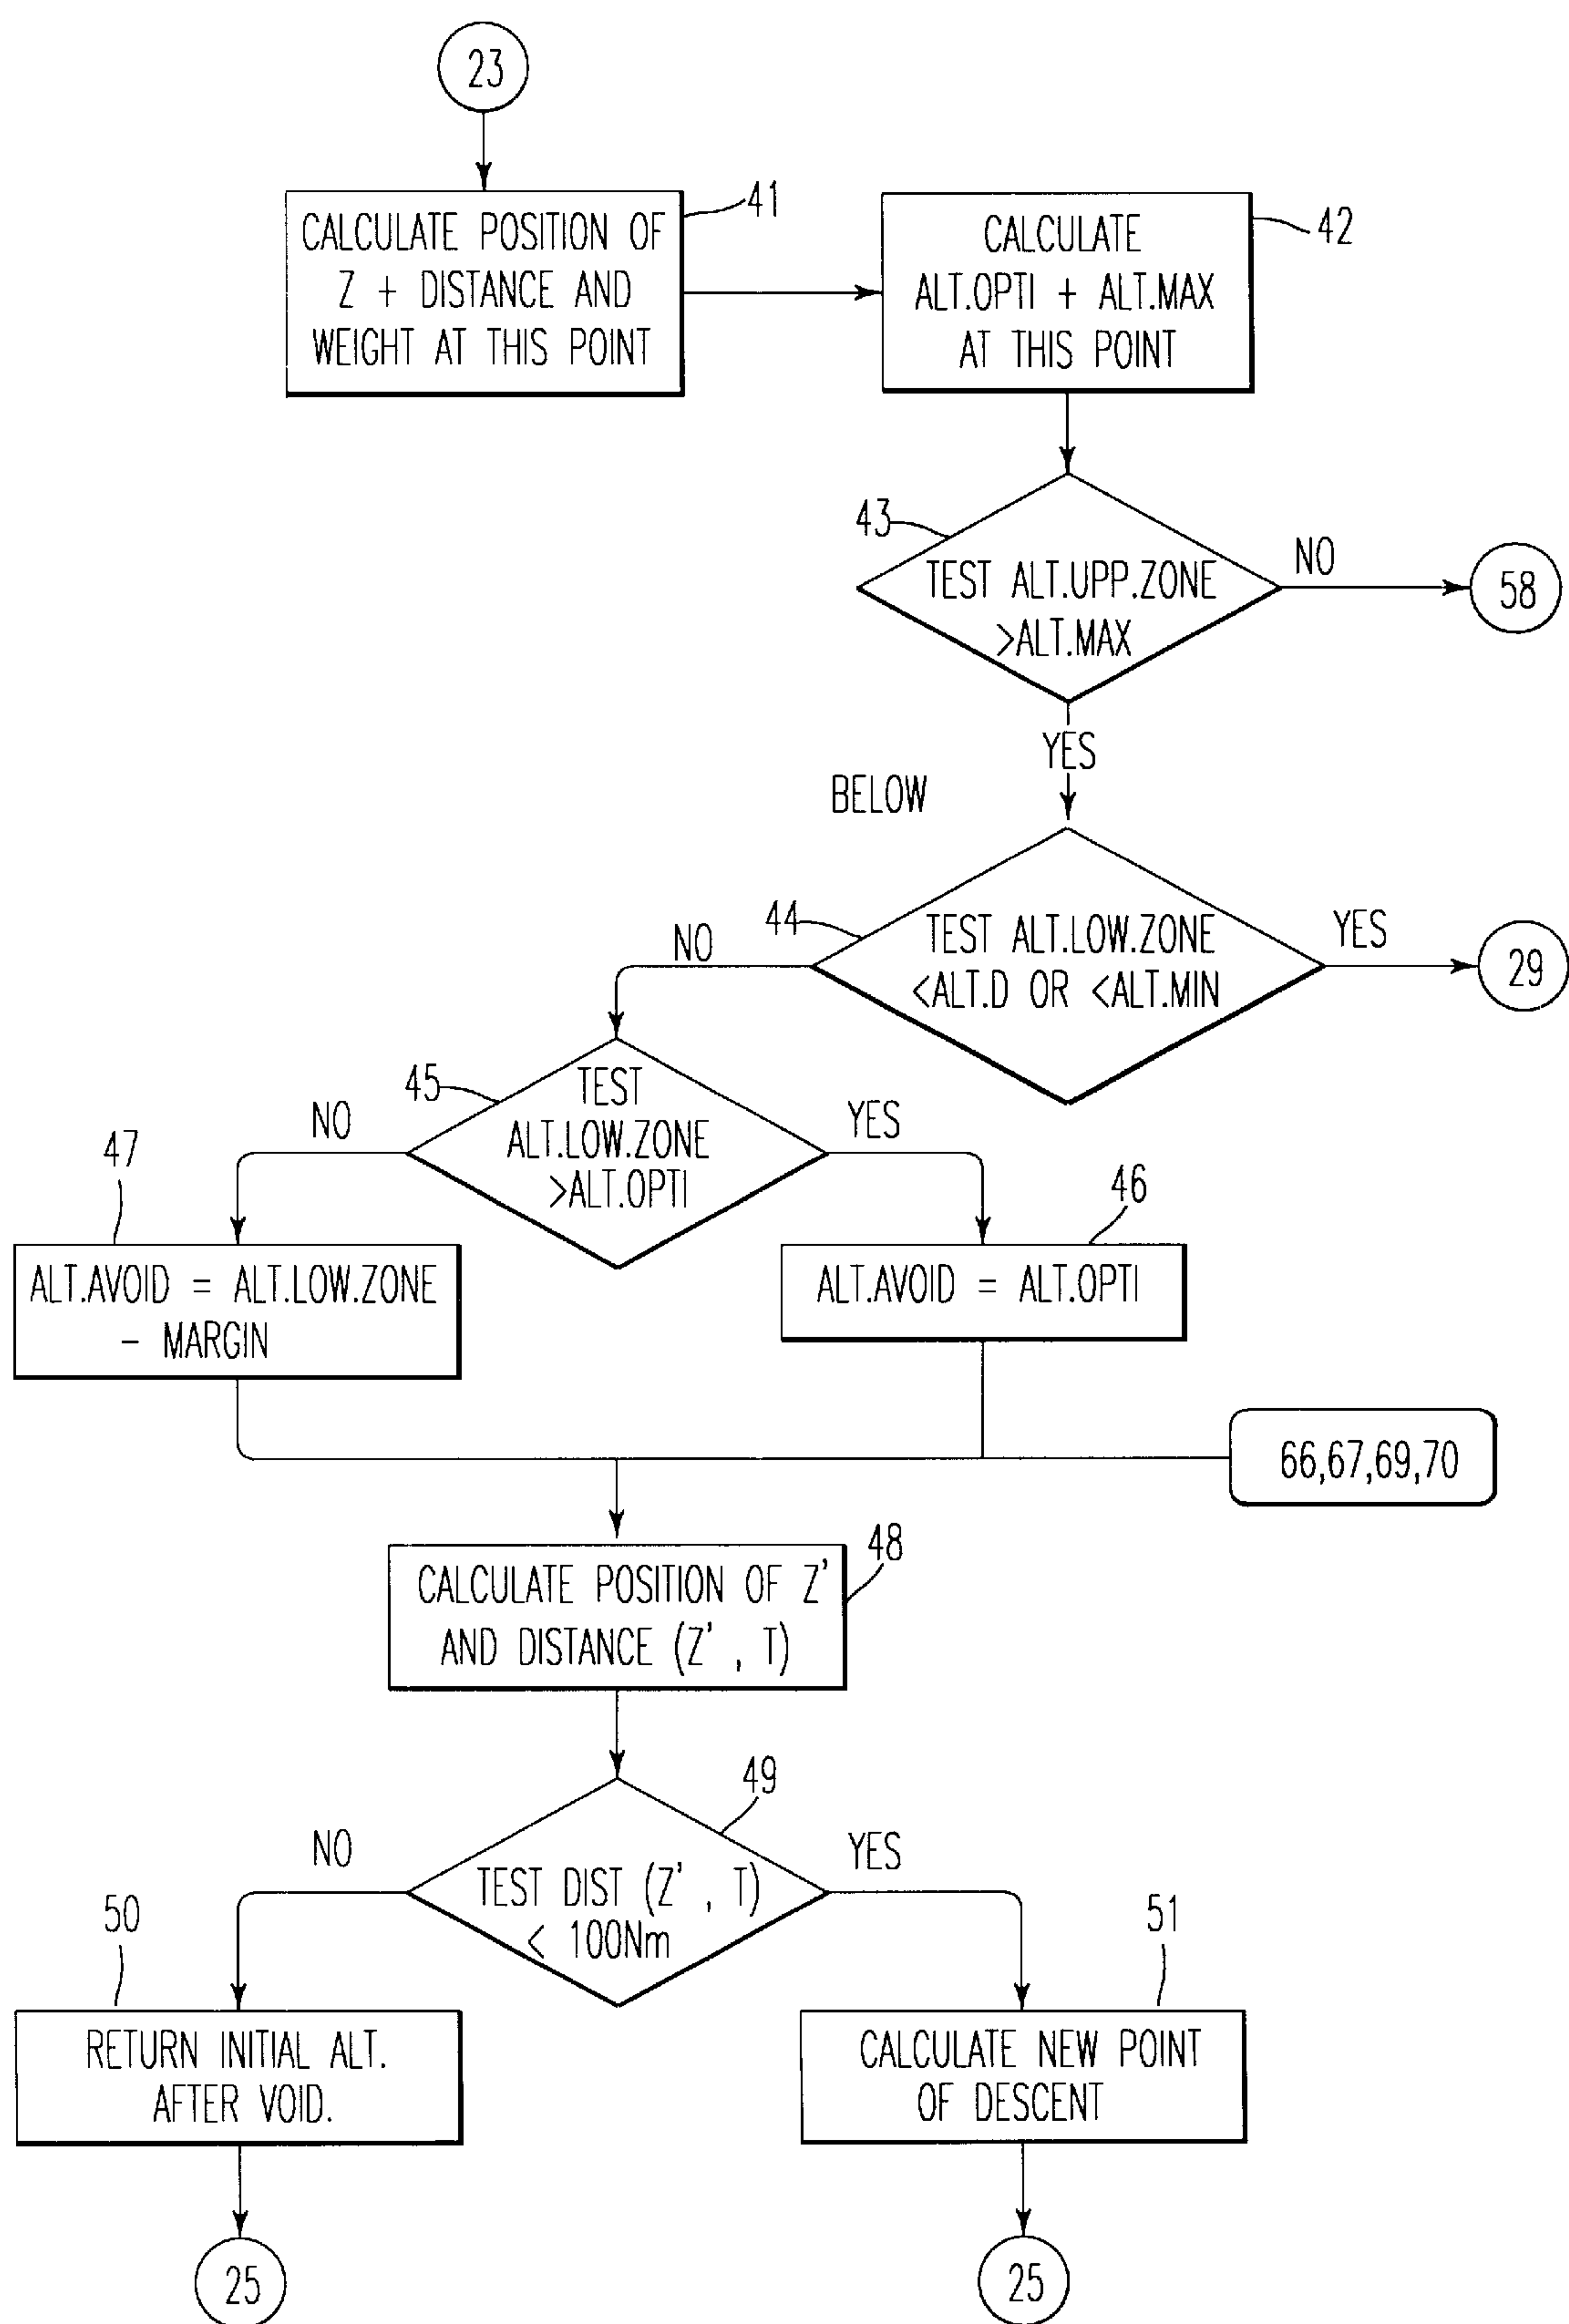 23
CALCULATE POSITION OF
Z + DISTANCE AND
WEIGHT AT THIS POINT
41
CALCULATE
ALT.OPTI + ALT.MAX
AT THIS POINT
42
43
TEST ALT.UPP.ZONE
>ALT.MAX
NO
58
YES
BELOW
44
TEST ALT.LOW.ZONE
<ALT.D OR <ALT.MIN
YES
29
NO
45
TEST
ALT.LOW.ZONE
>ALT.OPTI
NO
YES
47
46
ALT.AVOID = ALT.LOW.ZONE
- MARGIN
ALT.AVOID = ALT.OPTI
66,67,69,70
48
CALCULATE POSITION OF Z'
AND DISTANCE (Z' , T)
49
NO
YES
TEST DIST (Z' , T)
< 100Nm
50
51
RETURN INITIAL ALT.
AFTER VOID.
CALCULATE NEW POINT
OF DESCENT
25
25